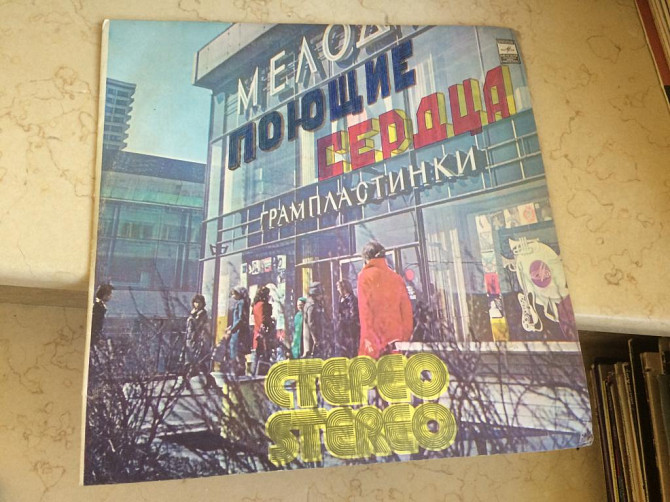 МЕЛОД
ПОЮЩИЕ
СЕРДЦА
ГРАМПЛАСТИНКИ
СТЕРЕО
STEREO